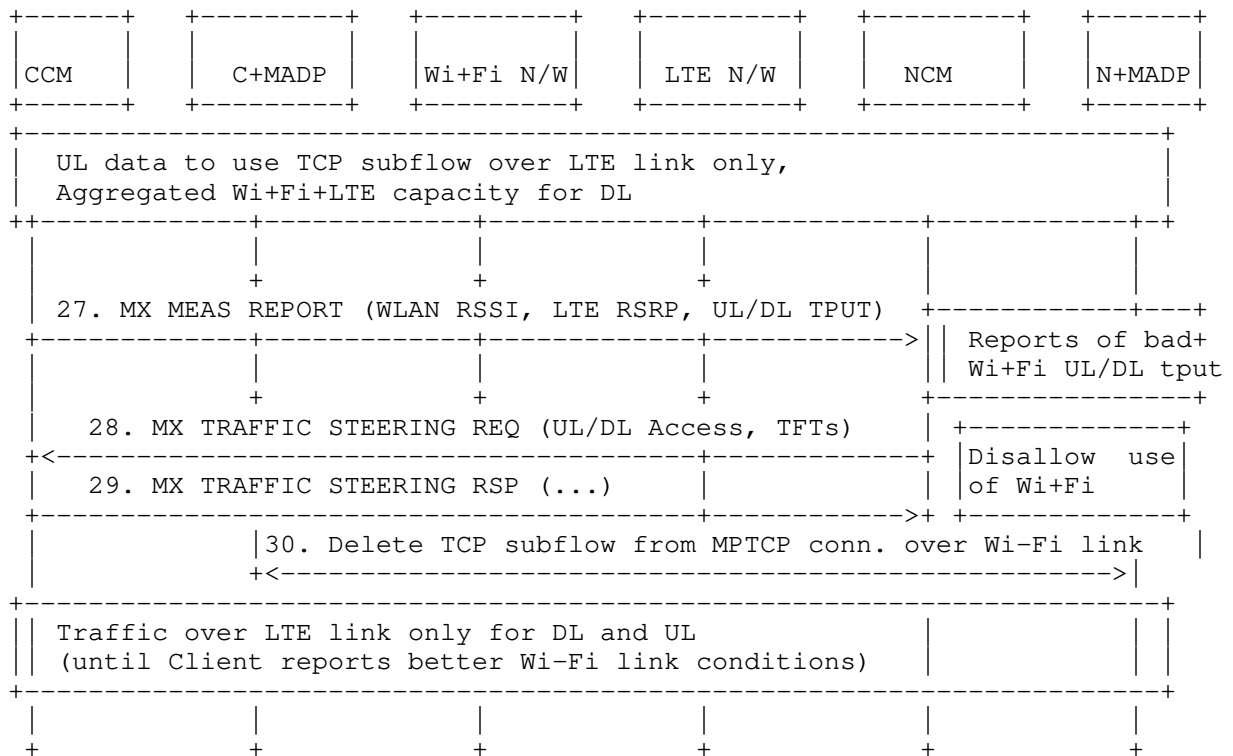 CCM C+MADP Wi+Fi N/W LTE N/W NCM N+MADP
UL data to use TCP subflow over LTE link only,
Aggregated Wi+Fi+LTE capacity for DL
27. MX MEAS REPORT (WLAN RSSI, LTE RSRP, UL/DL TPUT)
Reports of bad+
Wi+Fi UL/DL tput
28. MX TRAFFIC STEERING REQ (UL/DL Access, TFTs)
Disallow use
of Wi+Fi
29. MX TRAFFIC STEERING RSP (...)
30. Delete TCP subflow from MPTCP conn. over Wi-Fi link
Traffic over LTE link only for DL and UL
(until Client reports better Wi-Fi link conditions)